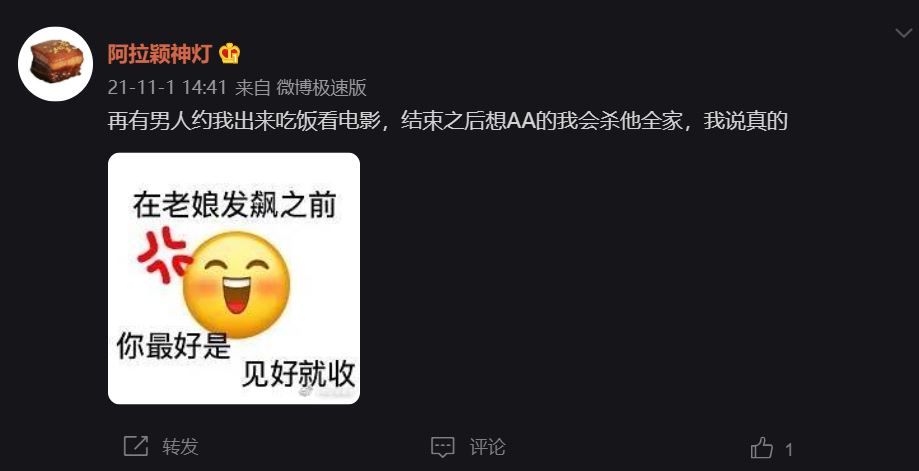 阿拉颖神灯
21-11-1 14:41 来自 微博极速版
再有男人约我出来吃饭看电影，结束之后想AA的我会杀他全家，我说真的
在老娘发飙之前
你最好是
见好就收
转发
评论
1